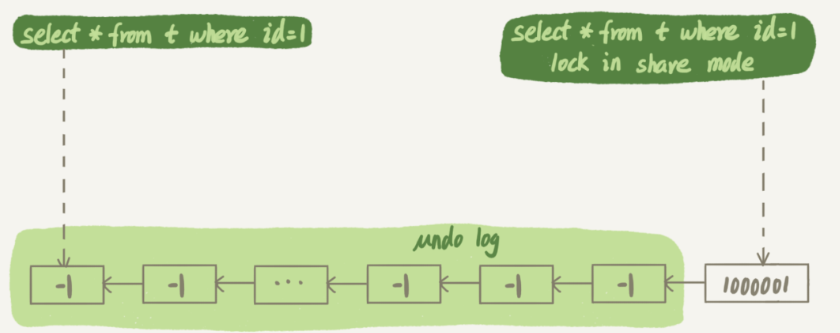 select * from t where id=1
select * from t where id=1
lock in share mode
undo log
-1
-1
...
-1
-1
-1
1000001